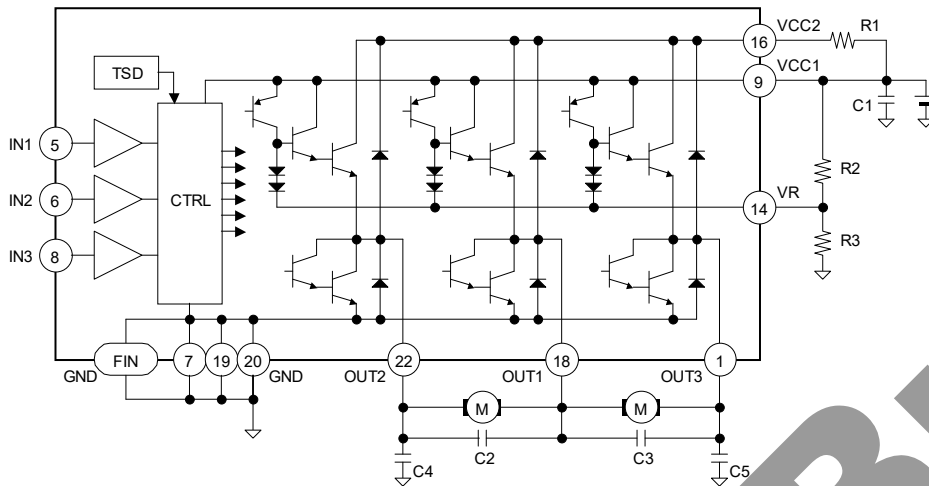 VCC2
R1
16
VCC1
9
TSD
C1
IN1
5
R2
IN2
6
CTRL
VR
14
IN3
8
R3
FIN
7
19
20
22
18
1
GND
GND
OUT2
OUT1
OUT3
M
M
C2
C3
C4
C5